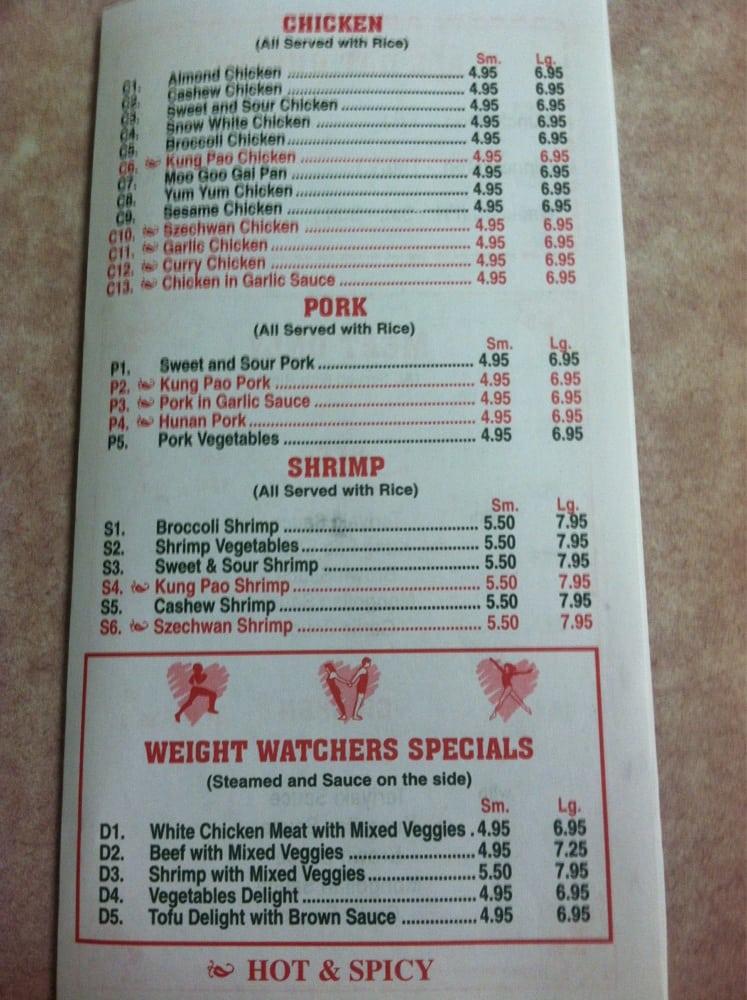 CHICKEN
(All Served with Rice)
Sm. Lg.
C1. Almond Chicken 4.95 6.95
C2. Cashew Chicken 4.95 6.95
C3. Sweet and Sour Chicken 4.95 6.95
C4. Snow White Chicken 4.95 6.95
C5. Broccoli Chicken 4.95 6.95
C6. Kung Pao Chicken 4.95 6.95
C7. Moo Goo Gai Pan 4.95 6.95
C8. Yum Yum Chicken 4.95 6.95
C9. Sesame Chicken 4.95 6.95
C10. Szechwan Chicken 4.95 6.95
C11. Garlic Chicken 4.95 6.95
C12. Curry Chicken 4.95 6.95
C13. Chicken in Garlic Sauce 4.95 6.95
PORK
(All Served with Rice)
Sm. Lg.
P1. Sweet and Sour Pork 4.95 6.95
P2. Kung Pao Pork 4.95 6.95
P3. Pork in Garlic Sauce 4.95 6.95
P4. Hunan Pork 4.95 6.95
P5. Pork Vegetables 4.95 6.95
SHRIMP
(All Served with Rice)
Sm. Lg.
S1. Broccoli Shrimp 5.50 7.95
S2. Shrimp Vegetables 5.50 7.95
S3. Sweet & Sour Shrimp 5.50 7.95
S4. Kung Pao Shrimp 5.50 7.95
S5. Cashew Shrimp 5.50 7.95
S6. Szechwan Shrimp 5.50 7.95
WEIGHT WATCHERS SPECIALS
(Steamed and Sauce on the side)
Sm. Lg.
D1. White Chicken Meat with Mixed Veggies 4.95 6.95
D2. Beef with Mixed Veggies 4.95 7.25
D3. Shrimp with Mixed Veggies 5.50 7.95
D4. Vegetables Delight 4.95 6.95
D5. Tofu Delight with Brown Sauce 4.95 6.95
HOT & SPICY